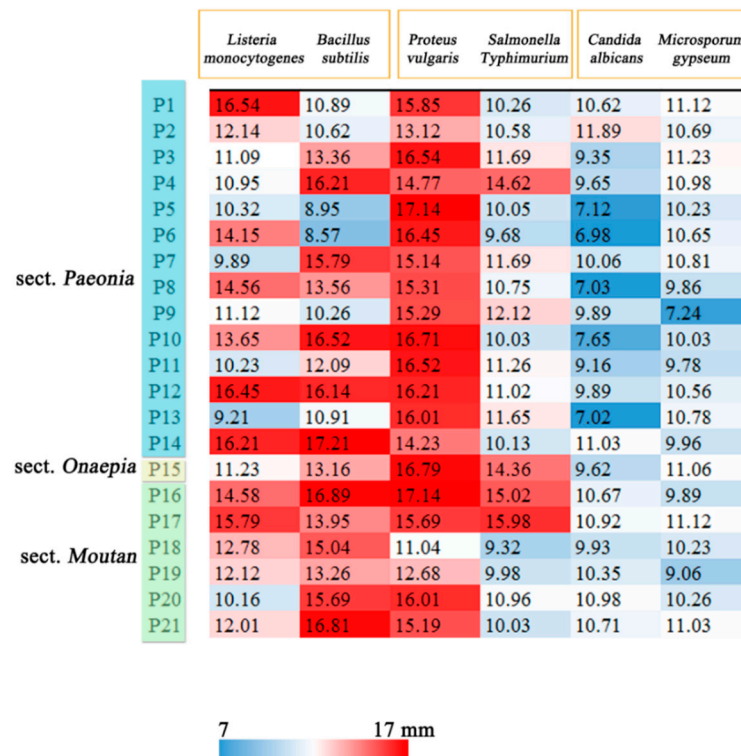 Listeria monocytogenes Bacillus subtilis Proteus vulgaris Salmonella Typhimurium Candida albicans Microsporum gypseum
P1 16.54 10.89 15.85 10.26 10.62 11.12
P2 12.14 10.62 13.12 10.58 11.89 10.69
P3 11.09 13.36 16.54 11.69 9.35 11.23
P4 10.95 16.21 14.77 14.62 9.65 10.98
P5 10.32 8.95 17.14 10.05 7.12 10.23
P6 14.15 8.57 16.45 9.68 6.98 10.65
sect. Paeonia P7 9.89 15.79 15.14 11.69 10.06 10.81
P8 14.56 13.56 15.31 10.75 7.03 9.86
P9 11.12 10.26 15.29 12.12 9.89 7.24
P10 13.65 16.52 16.71 10.03 7.65 10.03
P11 10.23 12.09 16.52 11.26 9.16 9.78
P12 16.45 16.14 16.21 11.02 9.89 10.56
P13 9.21 10.91 16.01 11.65 7.02 10.78
P14 16.21 17.21 14.23 10.13 11.03 9.96
sect. Onaepia P15 11.23 13.16 16.79 14.36 9.62 11.06
P16 14.58 16.89 17.14 15.02 10.67 9.89
P17 15.79 13.95 15.69 15.98 10.92 11.12
sect. Moutan P18 12.78 15.04 11.04 9.32 9.93 10.23
P19 12.12 13.26 12.68 9.98 10.35 9.06
P20 10.16 15.69 16.01 10.96 10.98 10.26
P21 12.01 16.81 15.19 10.03 10.71 11.03
7 17 mm